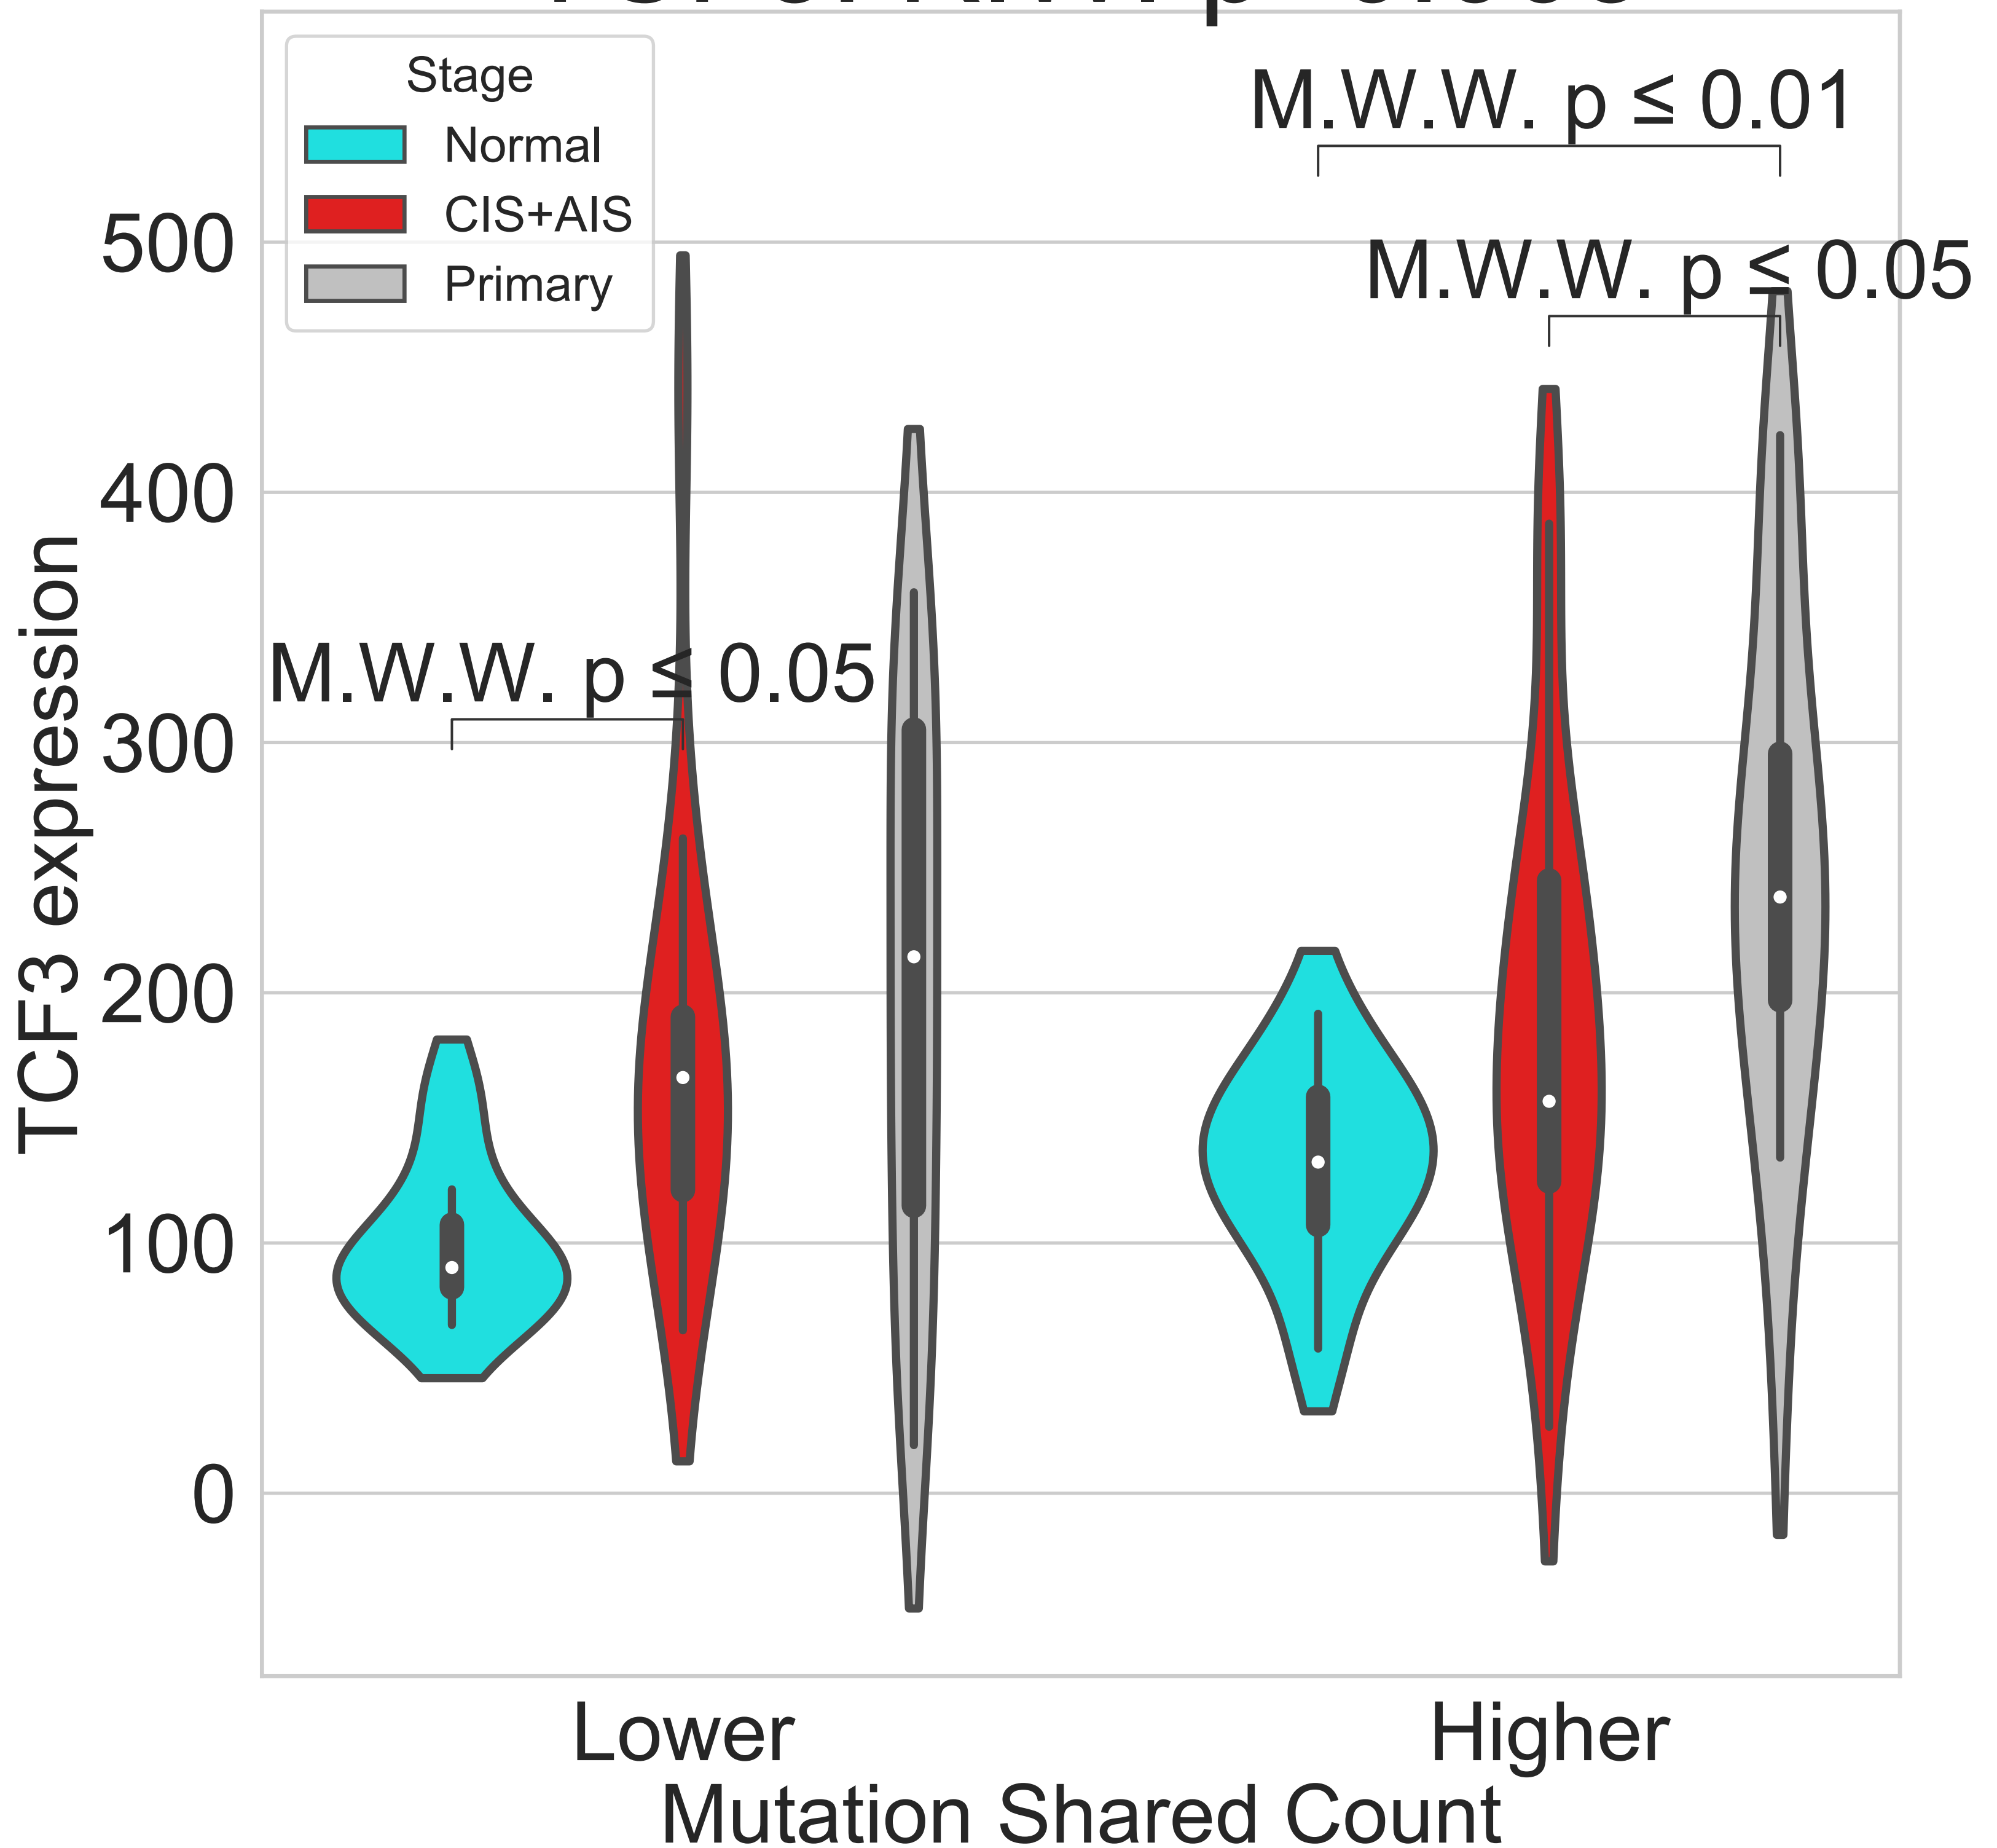 Stage
Normal
CIS+AIS
Primary
M.W.W. p ≤ 0.01
M.W.W. p ≤ 0.05
M.W.W. p ≤ 0.05
500
400
300
200
100
0
TCF3 expression
Lower
Higher
Mutation Shared Count